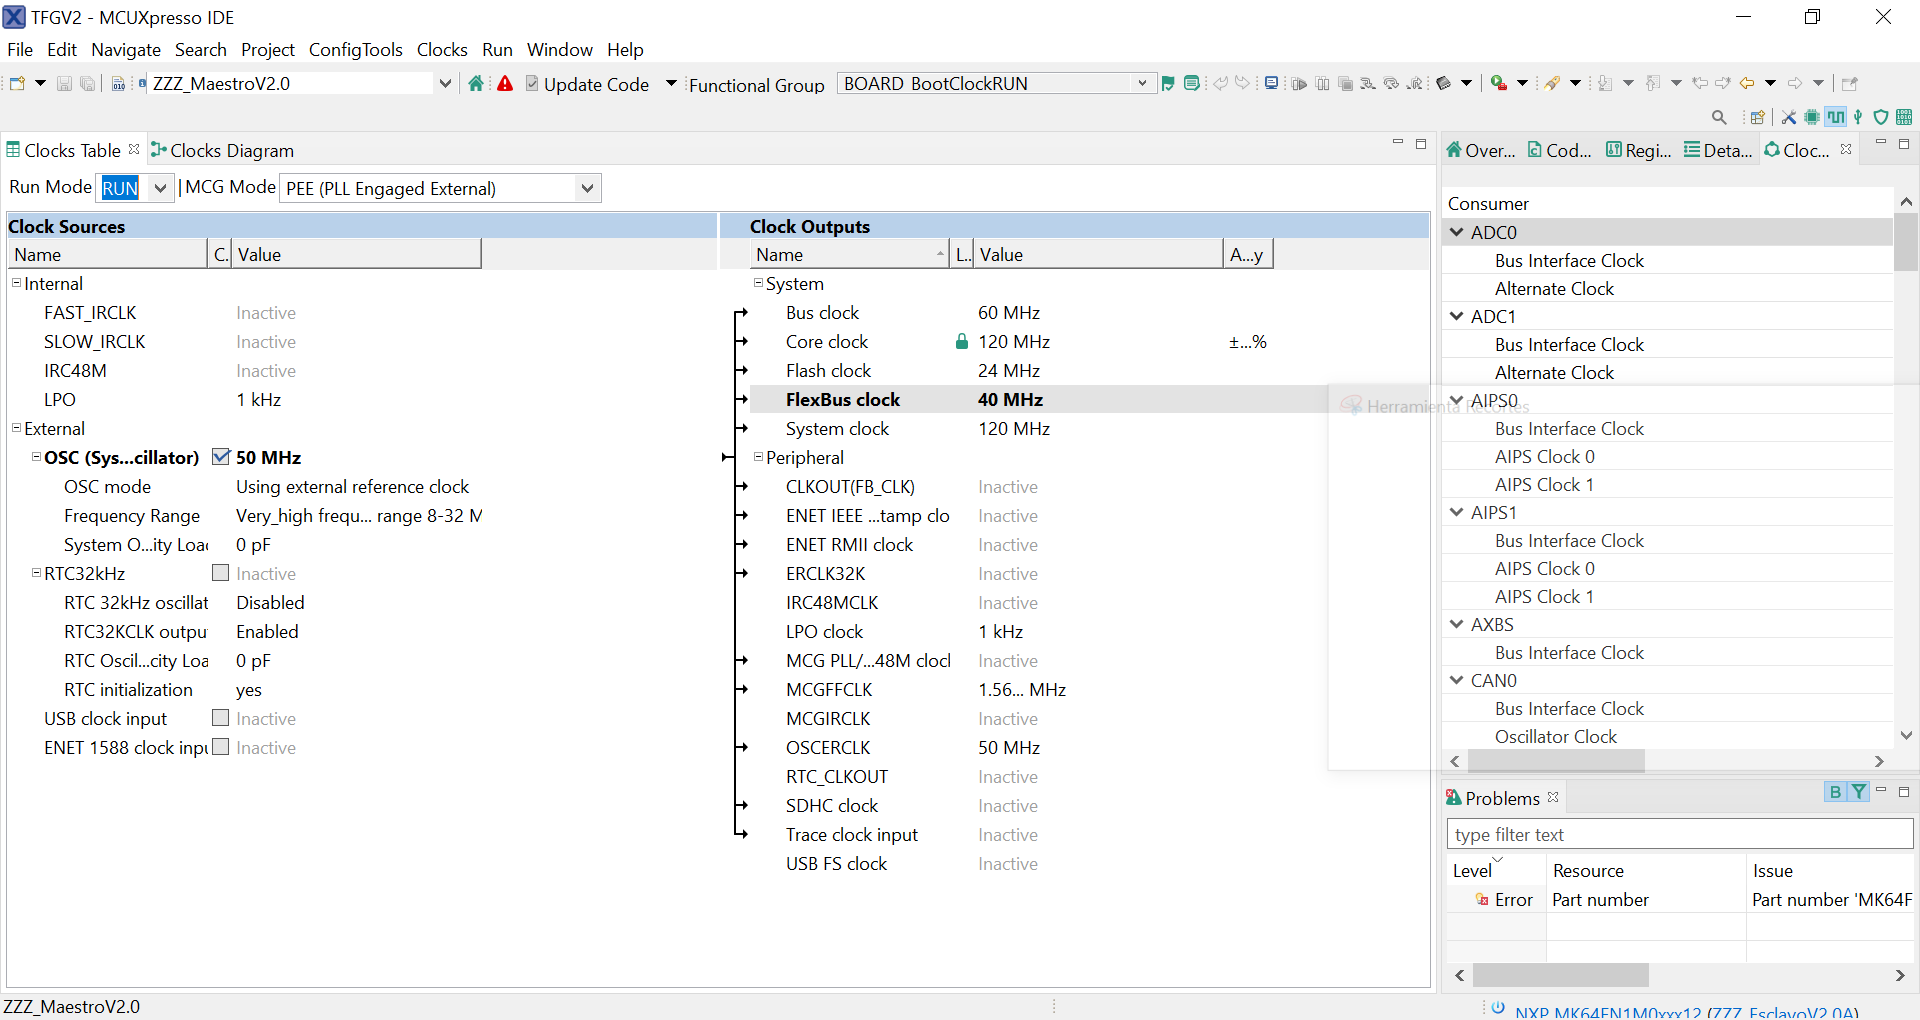 TFGV2 - MCUXpresso IDE
File Edit Navigate Search Project ConfigTools Clocks Run Window Help
ZZZ_MaestroV2.0 Update Code Functional Group BOARD_BootClockRUN
Clocks Table Clocks Diagram
Run Mode RUN | MCG Mode PEE (PLL Engaged External)
Clock Sources
Name C. Value
Internal
FAST_IRCLK Inactive
SLOW_IRCLK Inactive
IRC48M Inactive
LPO 1 kHz
External
OSC (Sys...cillator) 50 MHz
OSC mode Using external reference clock
Frequency Range Very_high frequ... range 8-32 M
System O...ity Loa 0 pF
RTC32kHz Inactive
RTC 32kHz oscillat Disabled
RTC32KCLK outpu Enabled
RTC Oscil...city Loa 0 pF
RTC initialization yes
USB clock input Inactive
ENET 1588 clock inpu Inactive
Clock Outputs
Name L.. Value A...y
System
Bus clock 60 MHz
Core clock 120 MHz ±...%
Flash clock 24 MHz
FlexBus clock 40 MHz
System clock 120 MHz
Peripheral
CLKOUT(FB_CLK) Inactive
ENET IEEE ...tamp clo Inactive
ENET RMII clock Inactive
ERCLK32K Inactive
IRC48MCLK Inactive
LPO clock 1 kHz
MCG PLL/...48M clocl Inactive
MCGFFCLK 1.56... MHz
MCGIRCLK Inactive
OSCERCLK 50 MHz
RTC_CLKOUT Inactive
SDHC clock Inactive
Trace clock input Inactive
USB FS clock Inactive
Over... Cod... Regi... Deta... Cloc...
Consumer
ADC0
Bus Interface Clock
Alternate Clock
ADC1
Bus Interface Clock
Alternate Clock
Herramienta Recortes
AIPS0
Bus Interface Clock
AIPS Clock 0
AIPS Clock 1
AIPS1
Bus Interface Clock
AIPS Clock 0
AIPS Clock 1
AXBS
Bus Interface Clock
CAN0
Bus Interface Clock
Oscillator Clock
Problems B
type filter text
Level Resource Issue
Error Part number Part number 'MK64F
ZZZ_MaestroV2.0
NXP MK64FN1M0xxx12 (ZZZ_EsclavoV2.0A)